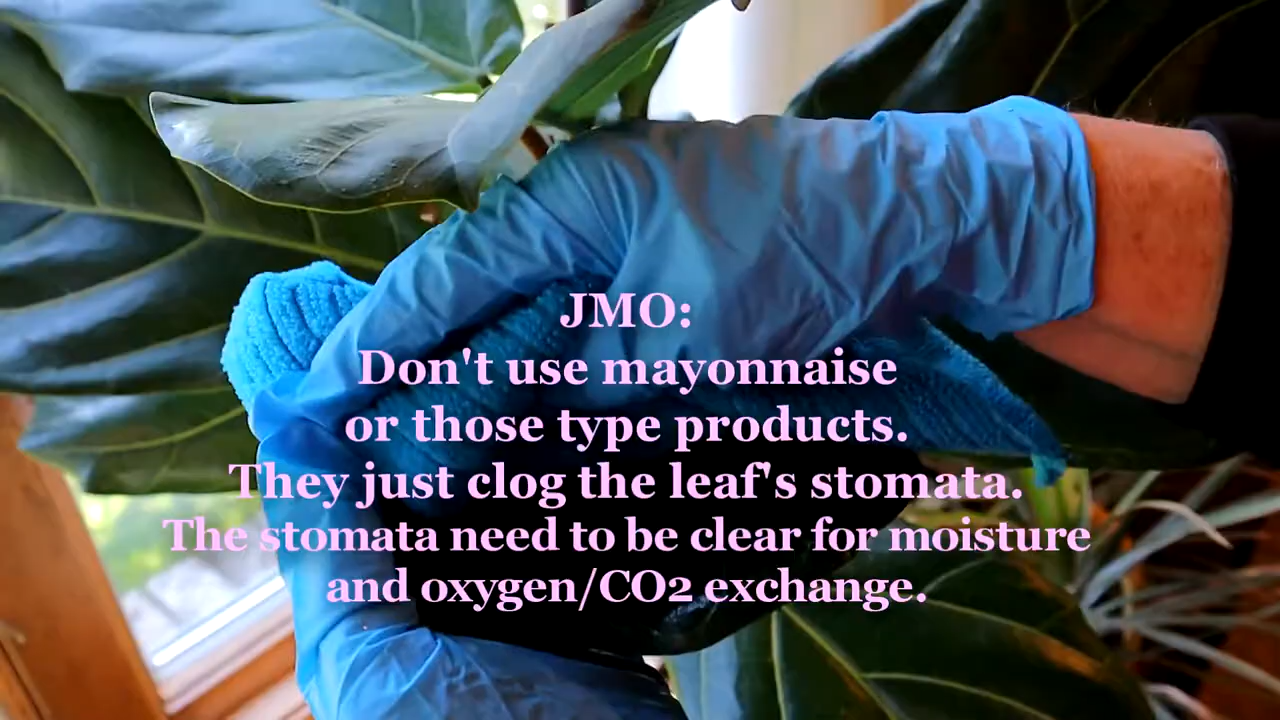 JMO:
Don't use mayonnaise
or those type products.
They just clog the leaf's stomata.
The stomata need to be clear for moisture
and oxygen/CO2 exchange.